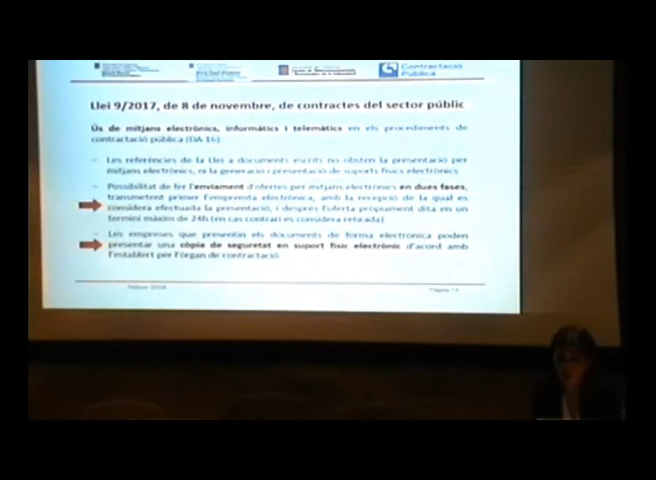 Contractació
Pública
Llei 9/2017, de 8 de novembre, de contractes del sector públic
Ús de mitjans electrònics, informàtics i telemàtics en els procediments de
contractació pública (DA 16)
– Les referències de la Llei a documents escrits no obsten la presentació per
mitjans electrònics, ni la generació i presentació de suports físics electrònics
– Possibilitat de fer l'enviament d'ofertes per mitjans electrònics en dues fases,
transmetent primer l'empremta electrònica, amb la recepció de la qual es
considera efectuada la presentació, i després l'oferta pròpiament dita en un
termini màxim de 24h (en cas contrari es considera retirada)
– Les empreses que presentin els documents de forma electrònica poden
presentar una còpia de seguretat en suport físic electrònic d'acord amb
l'establert per l'òrgan de contractació